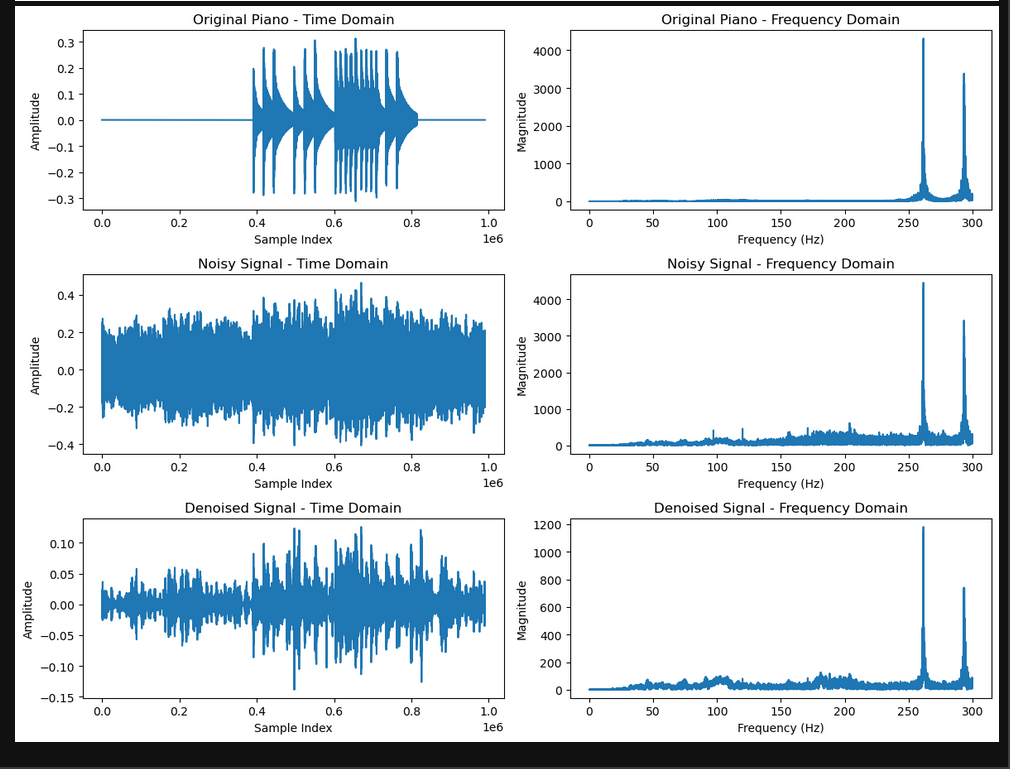 Original Piano - Time Domain
0.3
0.2
0.1
0.0
−0.1
−0.2
−0.3
Amplitude
0.0 0.2 0.4 0.6 0.8 1.0
1e6
Sample Index
Original Piano - Frequency Domain
4000
3000
2000
1000
0
Magnitude
0 50 100 150 200 250 300
Frequency (Hz)
Noisy Signal - Time Domain
0.4
0.2
0.0
−0.2
−0.4
Amplitude
0.0 0.2 0.4 0.6 0.8 1.0
1e6
Sample Index
Noisy Signal - Frequency Domain
4000
3000
2000
1000
0
Magnitude
0 50 100 150 200 250 300
Frequency (Hz)
Denoised Signal - Time Domain
0.10
0.05
0.00
−0.05
−0.10
−0.15
Amplitude
0.0 0.2 0.4 0.6 0.8 1.0
1e6
Sample Index
Denoised Signal - Frequency Domain
1200
1000
800
600
400
200
0
Magnitude
0 50 100 150 200 250 300
Frequency (Hz)